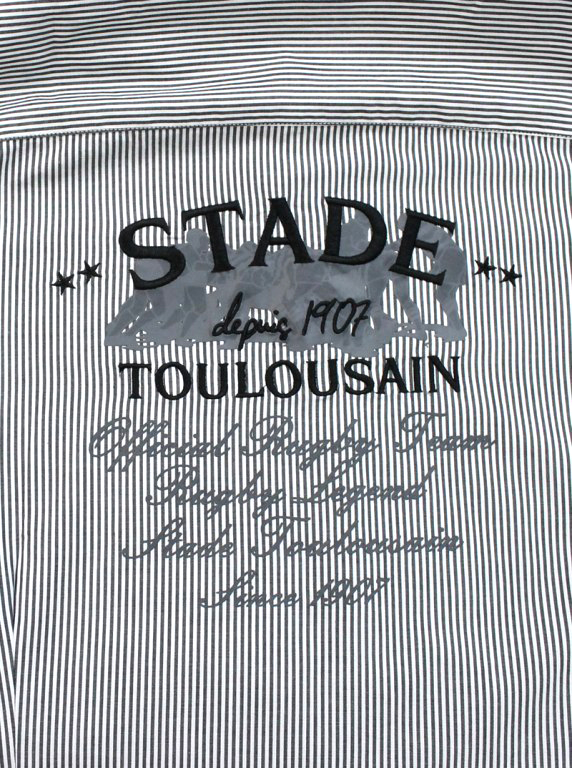 STADE
depuis 1907
TOULOUSAIN
Official Rugby Team
Rugby Legend
Stade Toulousain
Since 1907